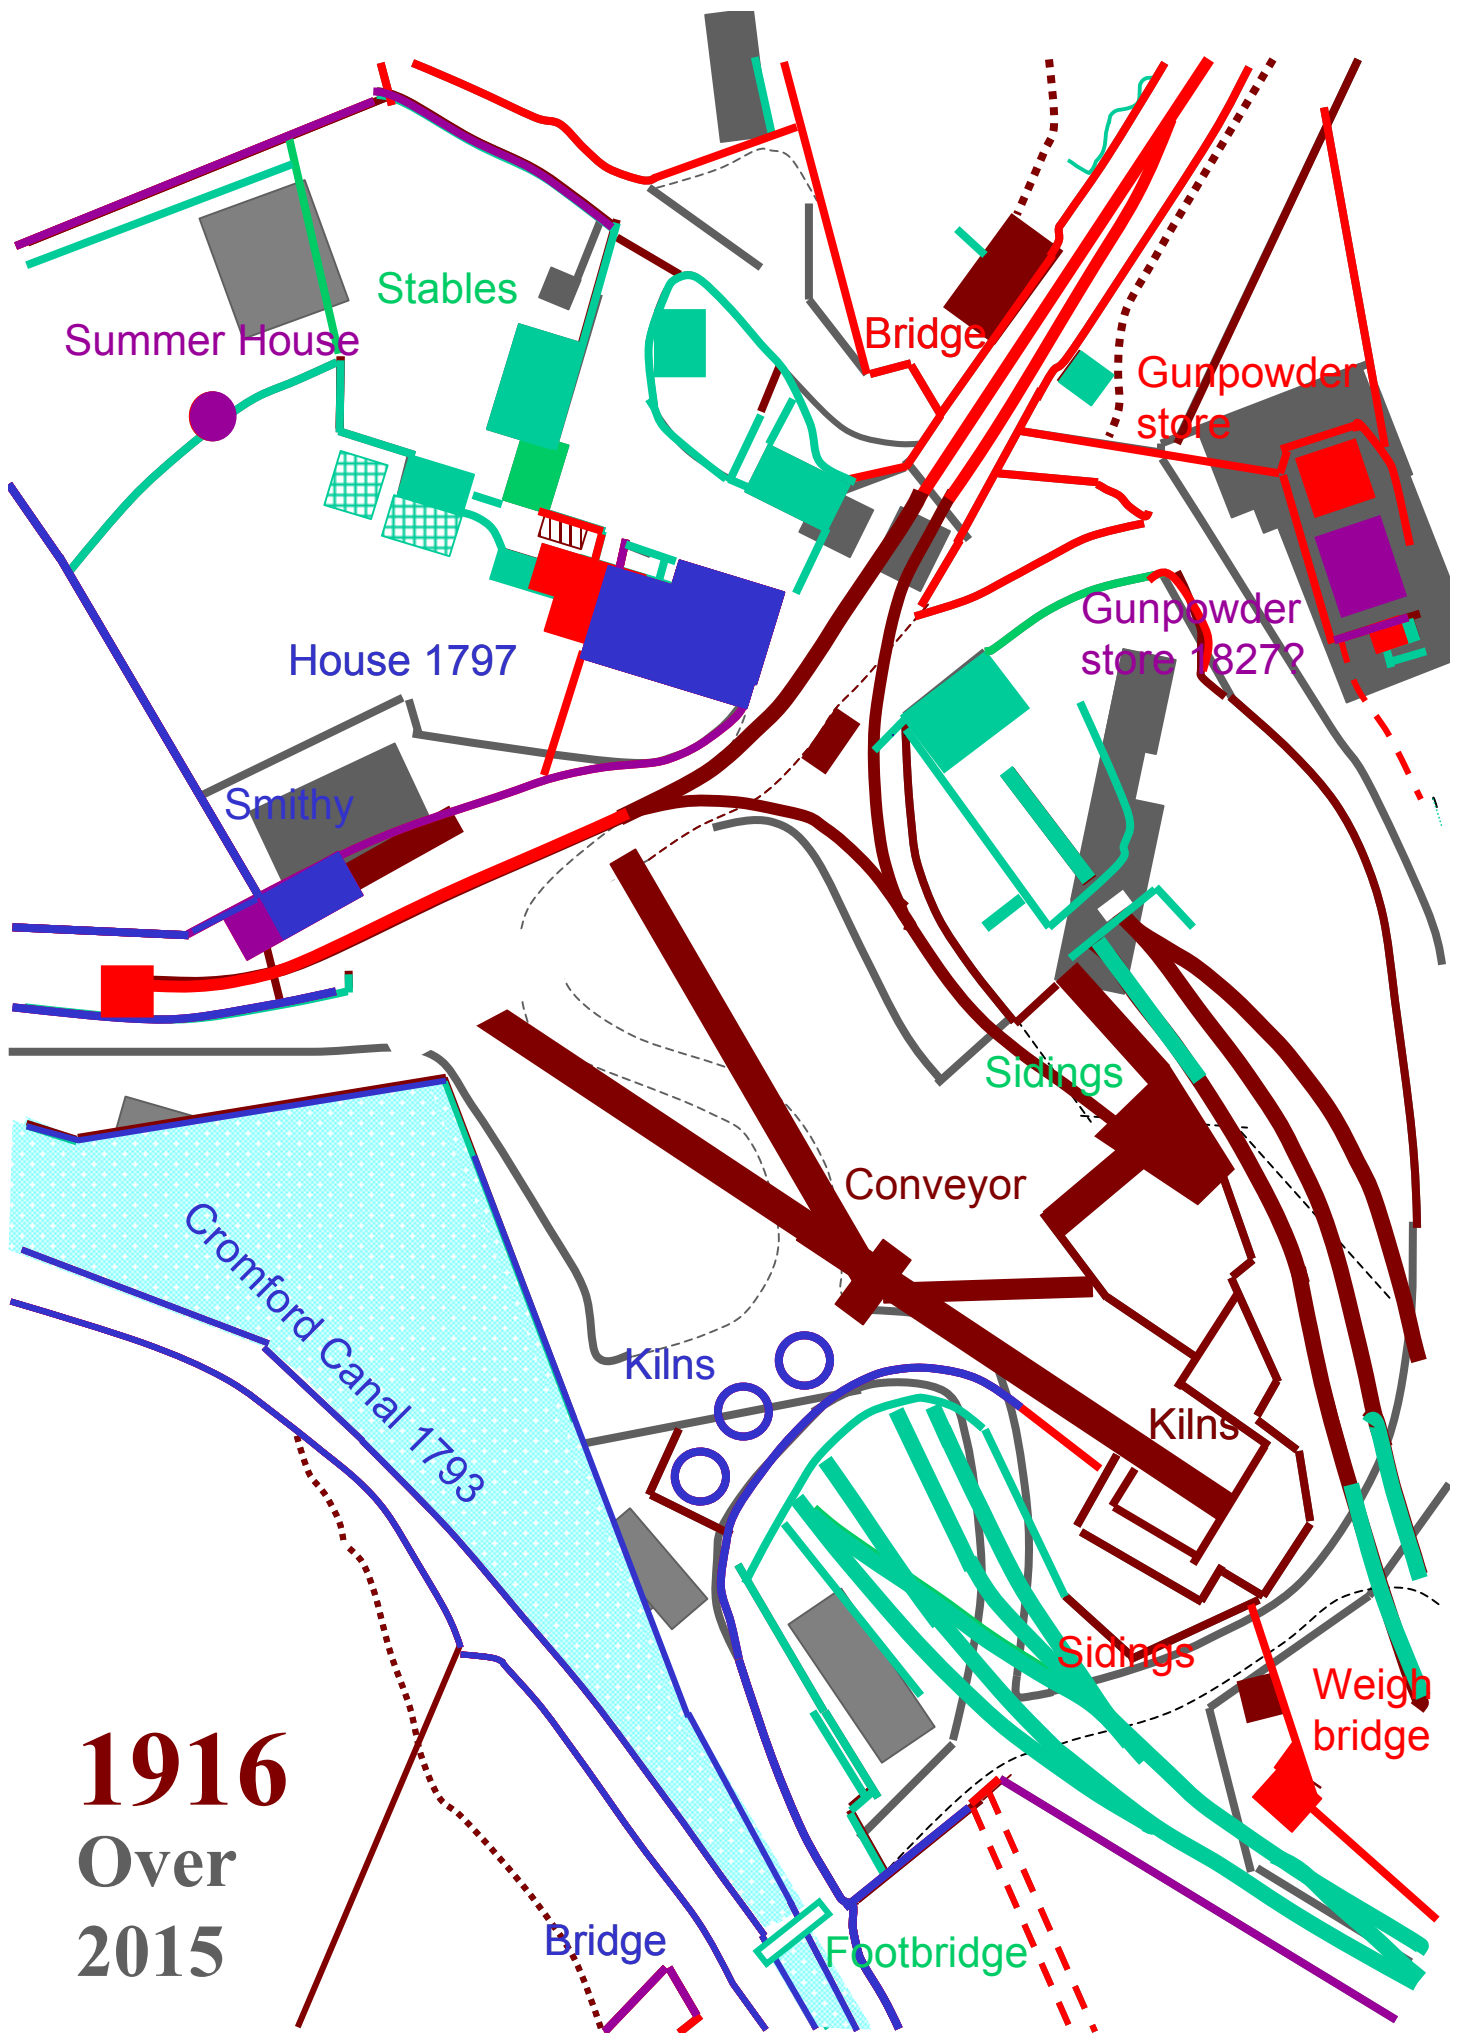 Stables
Summer House
Bridge
Gunpowder
store
Gunpowder
store 1827?
House 1797
Smithy
Sidings
Conveyor
Cromford Canal 1793
Kilns
Kilns
Sidings
Weigh
bridge
1916
Over
2015
Bridge
Footbridge